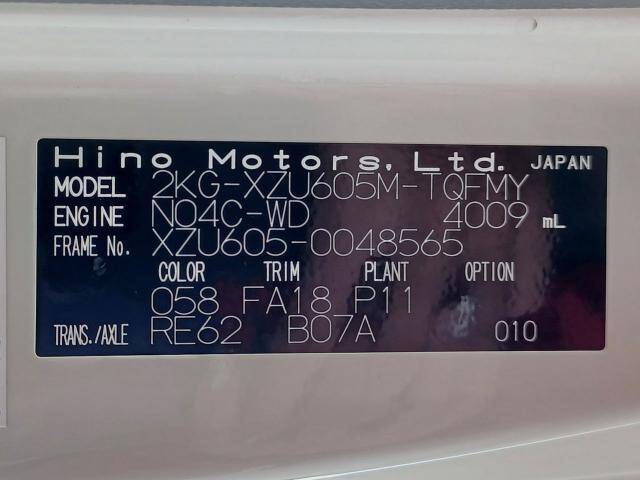 Hino Motors, Ltd. JAPAN
MODEL 2KG-XZU605M-TQFMY
ENGINE N04C-WD 4009 mL
FRAME No. XZU605-0048565
COLOR TRIM PLANT OPTION
058 FA18 P11
TRANS./AXLE RE62 B07A 010